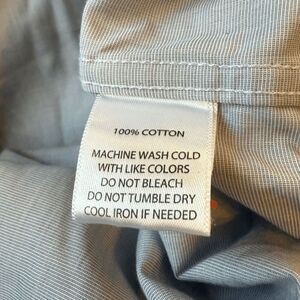 100% COTTON
MACHINE WASH COLD
WITH LIKE COLORS
DO NOT BLEACH
DO NOT TUMBLE DRY
COOL IRON IF NEEDED